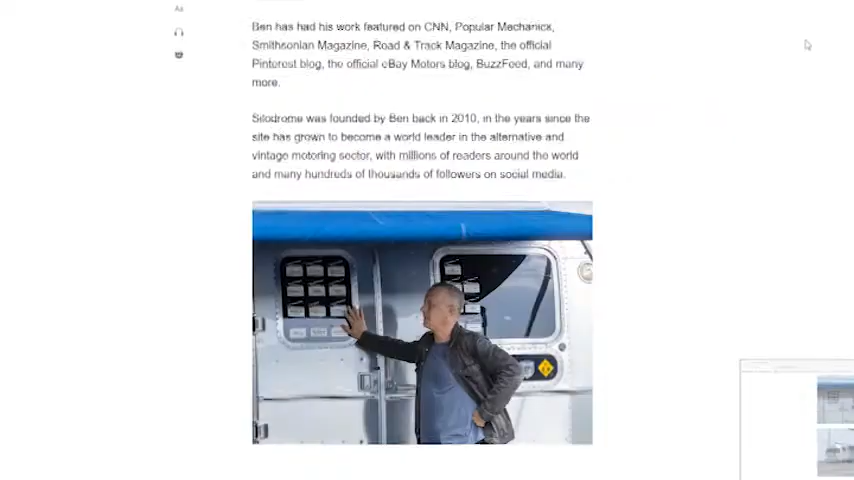 Aa
Ben has had his work featured on CNN, Popular Mechanics,
Smithsonian Magazine, Road & Track Magazine, the official
Pinterest blog, the official eBay Motors blog, BuzzFeed, and many
more.
Silodrome was founded by Ben back in 2010, in the years since the
site has grown to become a world leader in the alternative and
vintage motoring sector, with millions of readers around the world
and many hundreds of thousands of followers on social media.